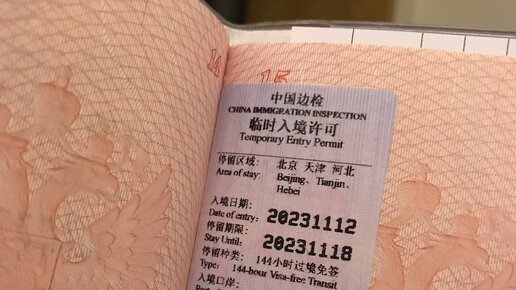 14
15
中国边检
CHINA IMMIGRATION INSPECTION
临时入境许可
Temporary Entry Permit
停留区域： 北京 天津 河北
Area of stay: Beijing、Tianjin、
Hebei
入境日期：
Date of entry: 20231112
停留期限：
Stay Until: 20231118
停留种类： 144小时过境免签
Type: 144-hour Visa-free Transit
入境口岸：